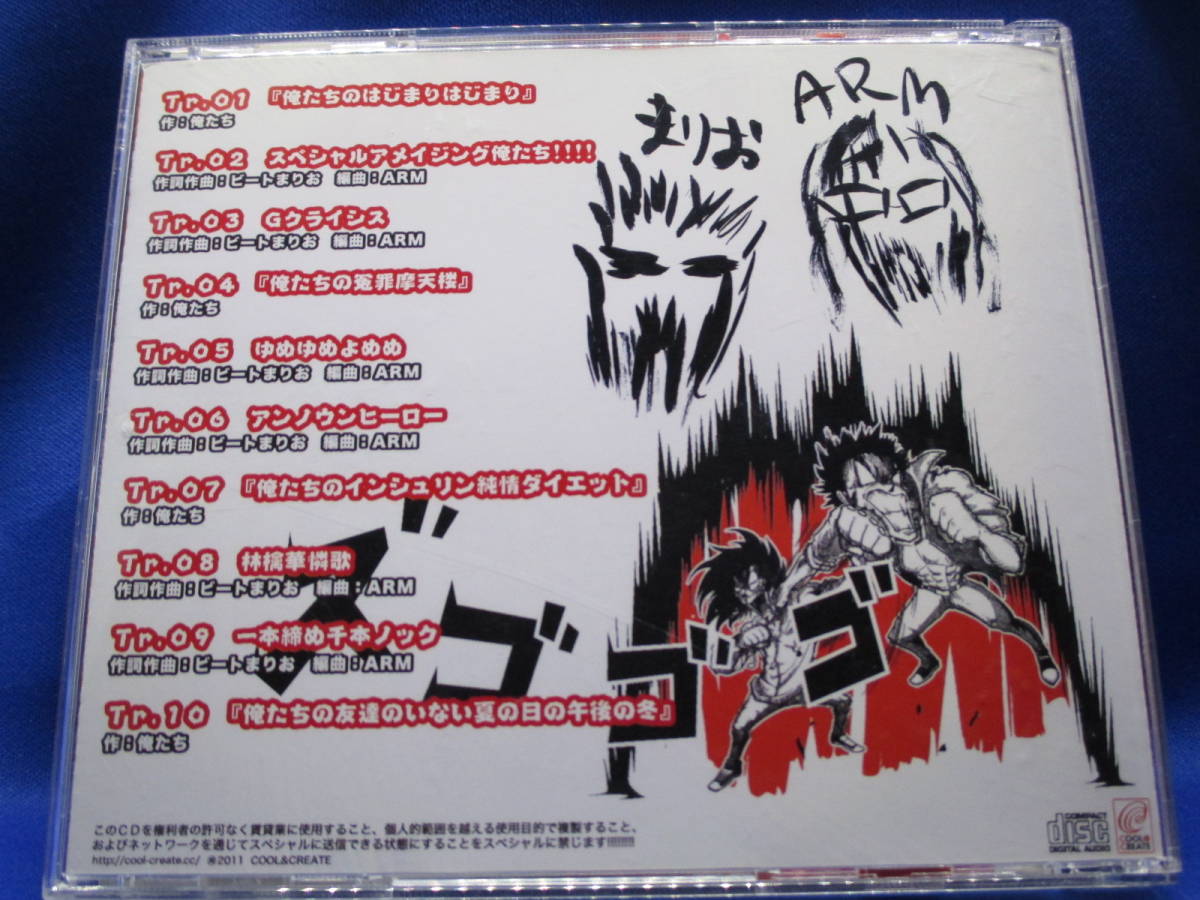 Tr.01 『俺たちのはじまりはじまり』
作:俺たち
Tr.02 スペシャルアメイジング俺たち!!!!
作詞作曲:ビートまりお 編曲:ARM
Tr.03 Gクライシス
作詞作曲:ビートまりお 編曲:ARM
Tr.04 『俺たちの冤罪摩天楼』
作:俺たち
Tr.05 ゆめゆめよめめ
作詞作曲:ビートまりお 編曲:ARM
Tr.06 アンノウンヒーロー
作詞作曲:ビートまりお 編曲:ARM
Tr.07 『俺たちのインシュリン純情ダイエット』
作:俺たち
Tr.08 林檎華憐歌
作詞作曲:ビートまりお 編曲:ARM
Tr.09 一本締め千本ノック
作詞作曲:ビートまりお 編曲:ARM
Tr.10 『俺たちの友達のいない夏の日の午後の冬』
作:俺たち
まりお
ARM
ズゴゴゴ
このCDを権利者の許可なく賃貸業に使用すること、個人的範囲を越える使用目的で複製すること、
およびネットワークを通じてスペシャルに送信できる状態にすることをスペシャルに禁じます!!!!!!!!!
http://cool-create.cc/ ℗2011 COOL&CREATE
COMPACT
disc
DIGITAL AUDIO
COOL&
CREATE